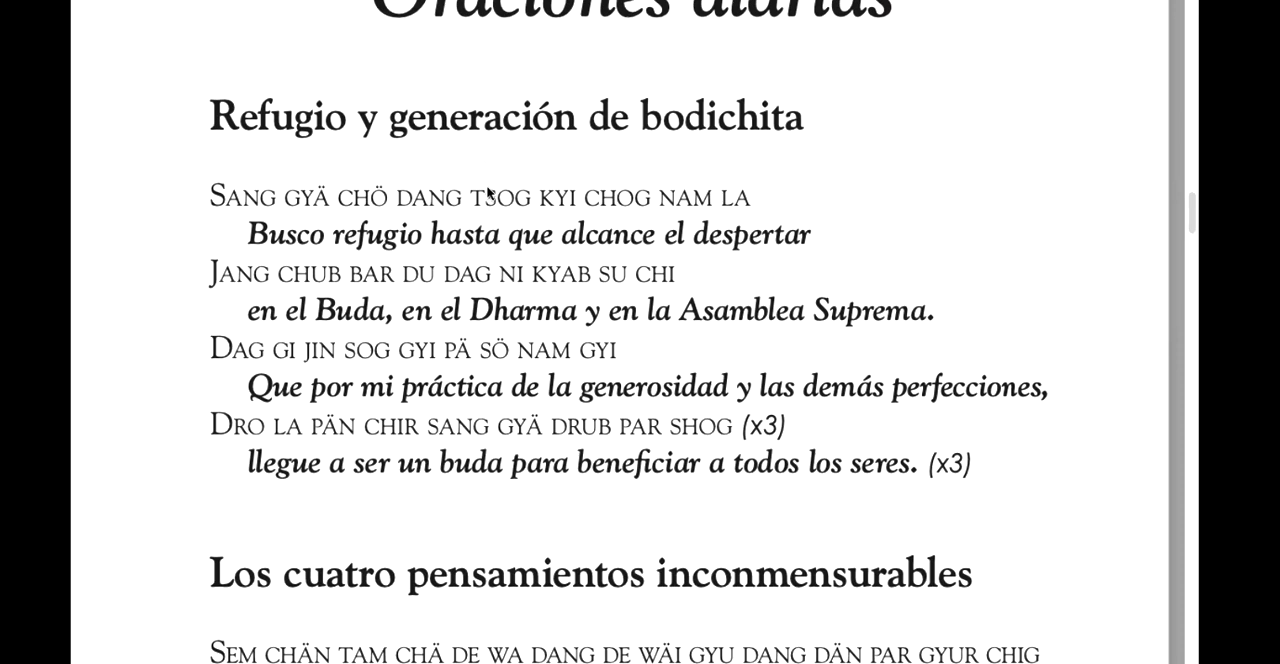 Oraciones diarias
Refugio y generación de bodichita
SANG GYÄ CHÖ DANG TSOG KYI CHOG NAM LA
Busco refugio hasta que alcance el despertar
JANG CHUB BAR DU DAG NI KYAB SU CHI
en el Buda, en el Dharma y en la Asamblea Suprema.
DAG GI JIN SOG GYI PÄ SÖ NAM GYI
Que por mi práctica de la generosidad y las demás perfecciones,
DRO LA PÄN CHIR SANG GYÄ DRUB PAR SHOG (x3)
llegue a ser un buda para beneficiar a todos los seres. (x3)
Los cuatro pensamientos inconmensurables
SEM CHÄN TAM CHÄ DE WA DANG DE WÄI GYU DANG DÄN PAR GYUR CHIG